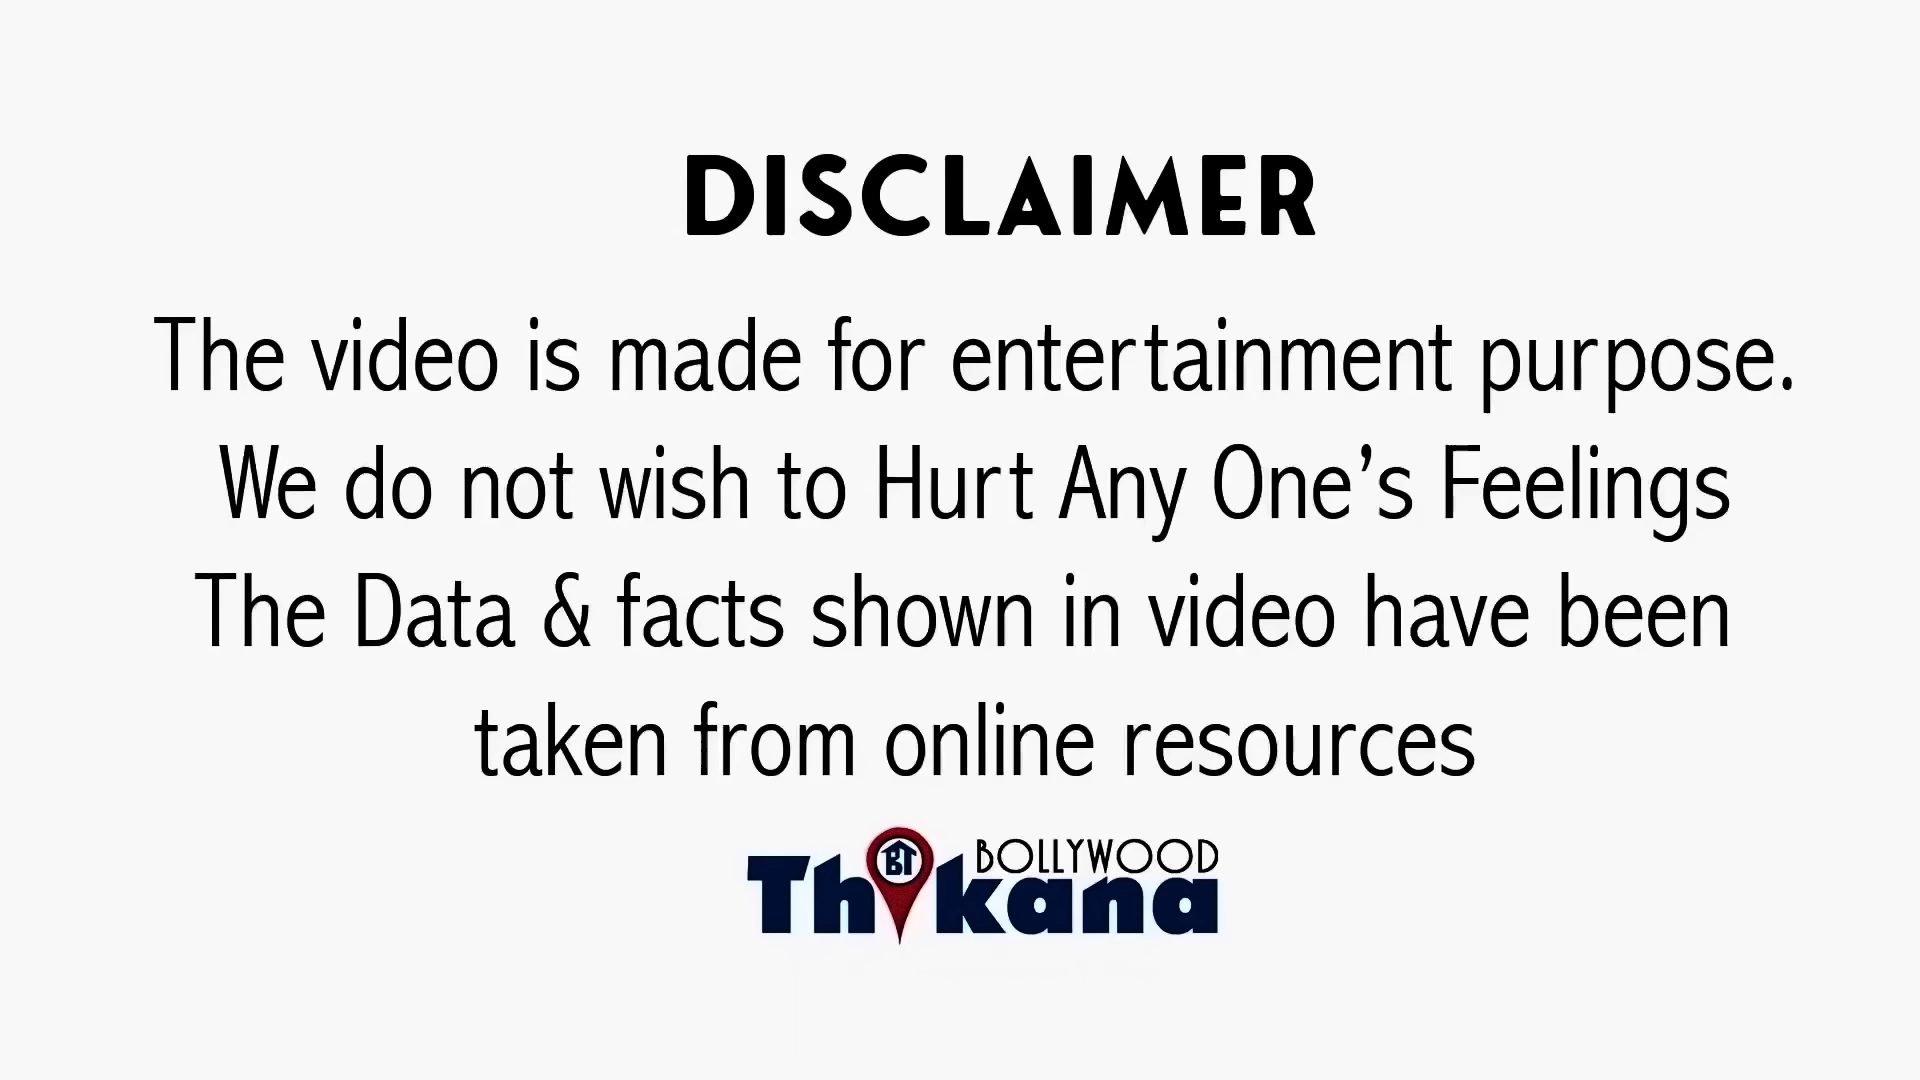 DISCLAIMER
The video is made for entertainment purpose.
We do not wish to Hurt Any One’s Feelings
The Data & facts shown in video have been
taken from online resources
BOLLYWOOD
BT
Thikana